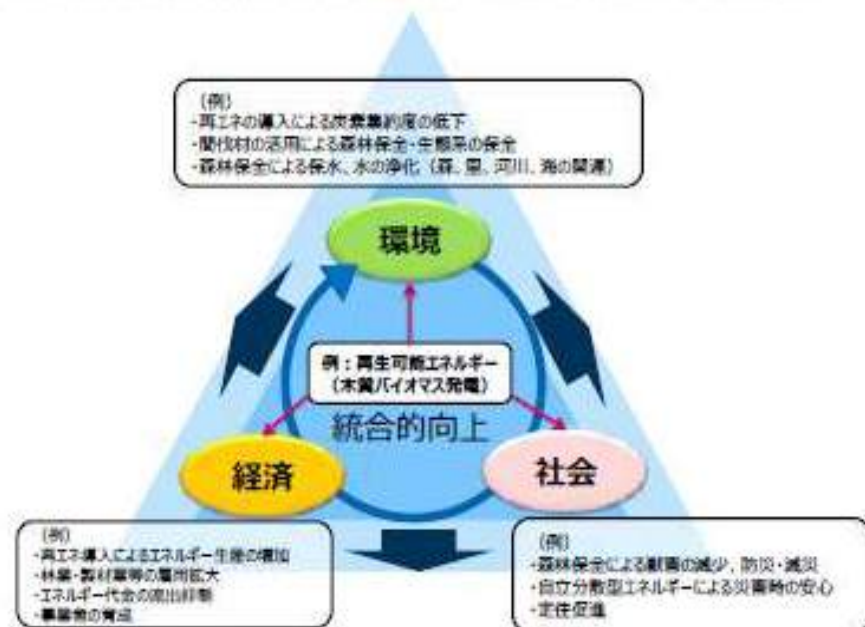 (例)
・再エネの導入による炭素集約度の低下
・間伐材の活用による森林保全・生態系の保全
・森林保全による保水、水の浄化（森、里、河川、海の関連）
環境
例：再生可能エネルギー
（木質バイオマス発電）
統合的向上
経済
社会
(例)
・再エネ導入によるエネルギー生産の増加
・林業・製材業等の雇用拡大
・エネルギー代金の流出抑制
・事業者の育成
(例)
・森林保全による獣害の減少、防災・減災
・自立分散型エネルギーによる災害時の安心
・定住促進